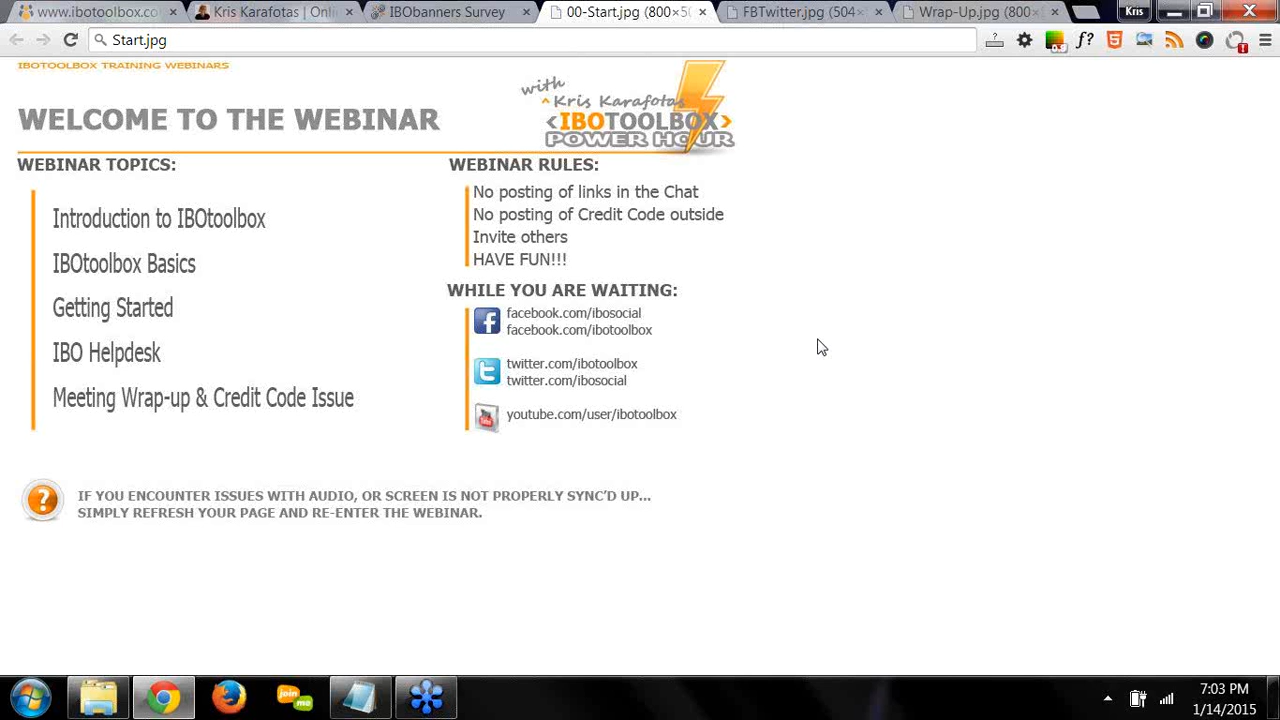 www.ibotoolbox.co
Kris Karafotas | Onli
IBObanners Survey
00-Start.jpg (800×50
FBTwitter.jpg (504×
Wrap-Up.jpg (800×
Kris
Start.jpg
IBOTOOLBOX TRAINING WEBINARS
WELCOME TO THE WEBINAR
with
^ Kris Karafotas
<IBOTOOLBOX>
POWER HOUR
WEBINAR TOPICS:
Introduction to IBOtoolbox
IBOtoolbox Basics
Getting Started
IBO Helpdesk
Meeting Wrap-up & Credit Code Issue
WEBINAR RULES:
No posting of links in the Chat
No posting of Credit Code outside
Invite others
HAVE FUN!!!
WHILE YOU ARE WAITING:
facebook.com/ibosocial
facebook.com/ibotoolbox
twitter.com/ibotoolbox
twitter.com/ibosocial
youtube.com/user/ibotoolbox
IF YOU ENCOUNTER ISSUES WITH AUDIO, OR SCREEN IS NOT PROPERLY SYNC'D UP...
SIMPLY REFRESH YOUR PAGE AND RE-ENTER THE WEBINAR.
join
me
7:03 PM
1/14/2015